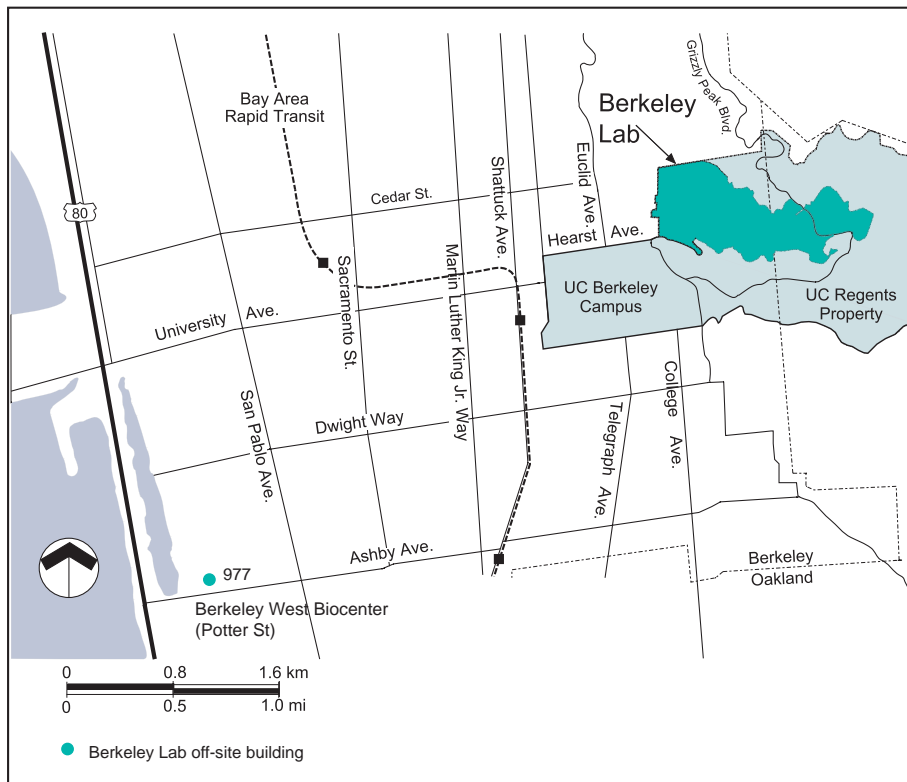 Grizzly Peak Blvd.
Bay Area
Rapid Transit
Berkeley
Lab
Euclid Ave.
Shattuck Ave.
Cedar St.
80
Hearst Ave.
Martin Luther King Jr. Way
Sacramento St.
UC Berkeley
Campus
UC Regents
Property
University Ave.
San Pablo Ave.
College Ave.
Telegraph Ave.
Dwight Way
Ashby Ave.
Berkeley
Oakland
977
Berkeley West Biocenter
(Potter St)
0 0.8 1.6 km
0 0.5 1.0 mi
Berkeley Lab off-site building